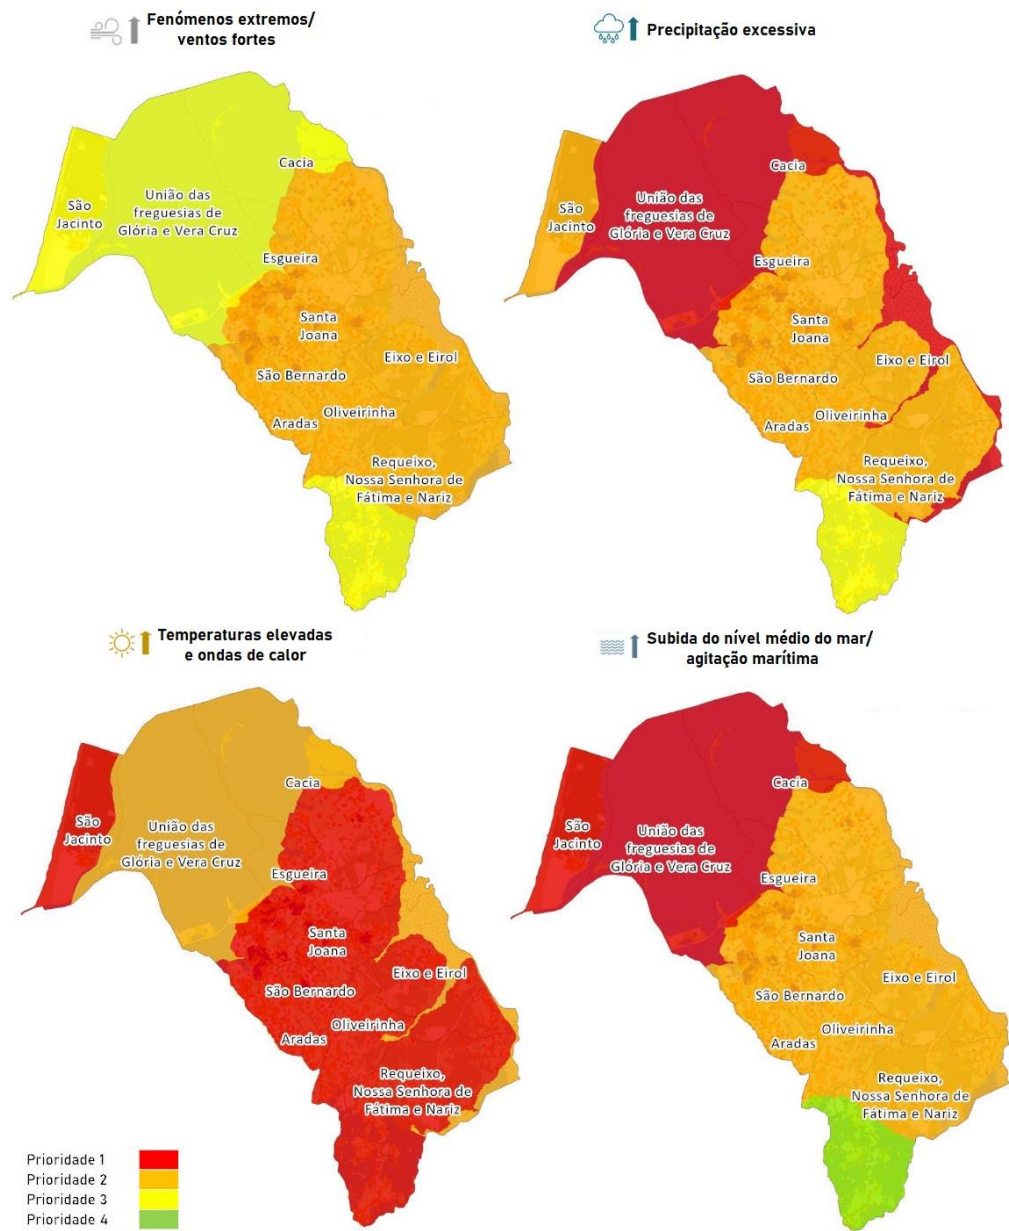 Fenómenos extremos/
ventos fortes
Cacia
São
Jacinto
União das
freguesias de
Glória e Vera Cruz
Esgueira
Santa
Joana
Eixo e Eirol
São Bernardo
Oliveirinha
Aradas
Requeixo,
Nossa Senhora de
Fátima e Nariz
Precipitação excessiva
Cacia
São
Jacinto
União das
freguesias de
Glória e Vera Cruz
Esgueira
Santa
Joana
Eixo e Eirol
São Bernardo
Oliveirinha
Aradas
Requeixo,
Nossa Senhora de
Fátima e Nariz
Temperaturas elevadas
e ondas de calor
Cacia
São
Jacinto
União das
freguesias de
Glória e Vera Cruz
Esgueira
Santa
Joana
Eixo e Eirol
São Bernardo
Oliveirinha
Aradas
Requeixo,
Nossa Senhora de
Fátima e Nariz
Subida do nível médio do mar/
agitação marítima
Cacia
São
Jacinto
União das
freguesias de
Glória e Vera Cruz
Esgueira
Santa
Joana
Eixo e Eirol
São Bernardo
Oliveirinha
Aradas
Requeixo,
Nossa Senhora de
Fátima e Nariz
Prioridade 1
Prioridade 2
Prioridade 3
Prioridade 4